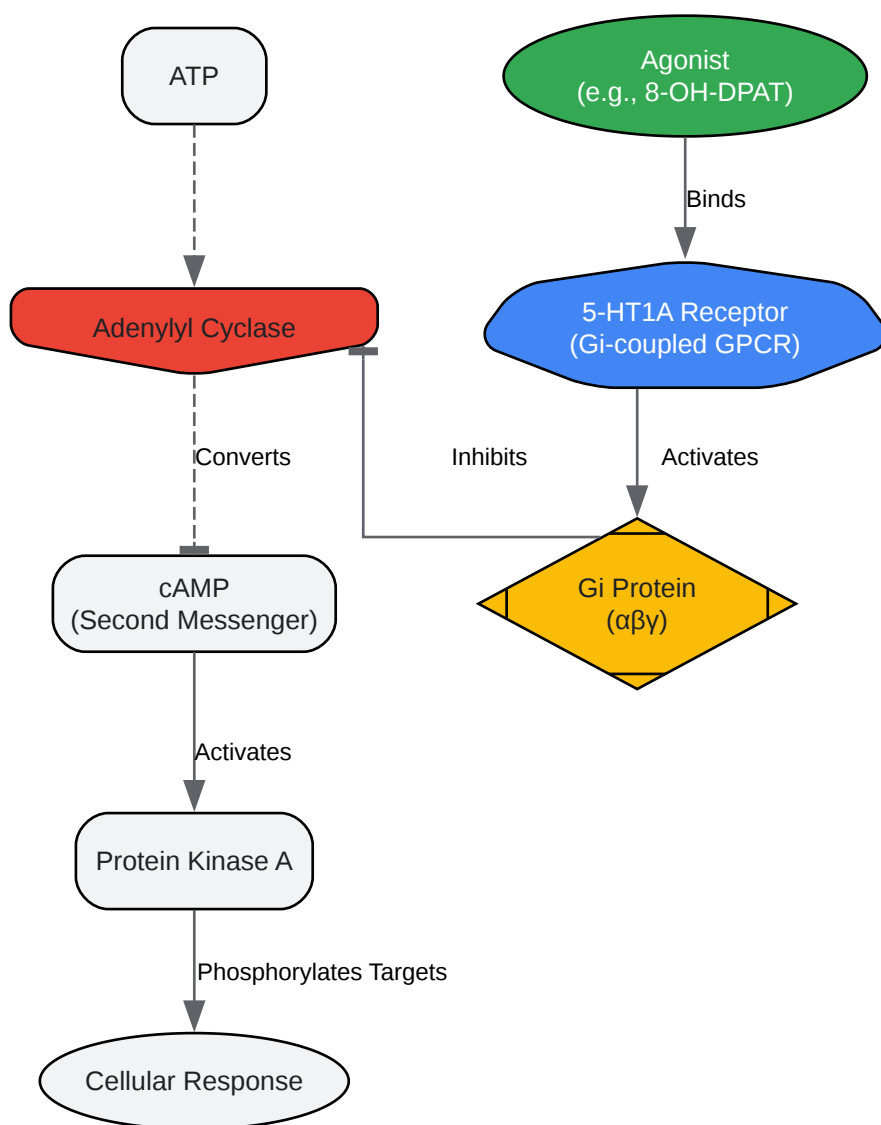 ATP
Agonist
(e.g., 8-OH-DPAT)
Binds
Adenylyl Cyclase
5-HT1A Receptor
(Gi-coupled GPCR)
Converts
Inhibits
Activates
cAMP
(Second Messenger)
Gi Protein
(αβγ)
Activates
Protein Kinase A
Phosphorylates Targets
Cellular Response